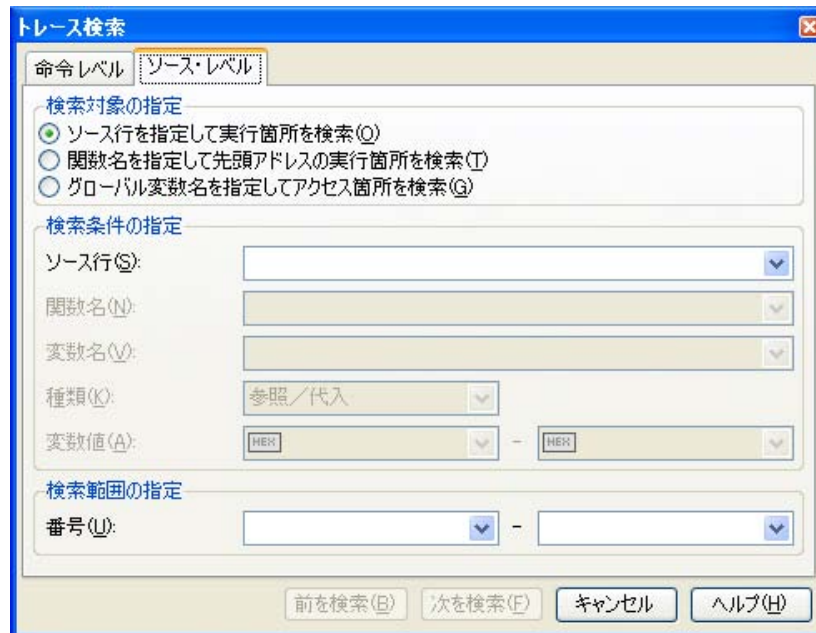 トレース検索
命令レベル ソース・レベル
検索対象の指定
ソース行を指定して実行箇所を検索(O)
関数名を指定して先頭アドレスの実行箇所を検索(T)
グローバル変数名を指定してアクセス箇所を検索(G)
検索条件の指定
ソース行(S):
関数名(N):
変数名(V):
種類(K): 参照／代入
変数値(A): HEX - HEX
検索範囲の指定
番号(U): -
前を検索(B) 次を検索(F) キャンセル ヘルプ(H)